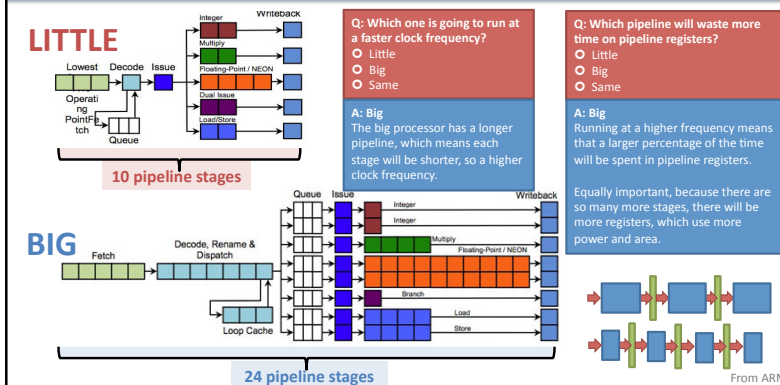 LITTLE
Lowest
Operati
ng
PointFe
tch
Decode
Issue
Queue
Integer
Multiply
Floating-Point / NEON
Dual Issue
Load/Store
Writeback
10 pipeline stages
Q: Which one is going to run at
a faster clock frequency?
Little
Big
Same
A: Big
The big processor has a longer
pipeline, which means each
stage will be shorter, so a higher
clock frequency.
Q: Which pipeline will waste more
time on pipeline registers?
Little
Big
Same
A: Big
Running at a higher frequency means
that a larger percentage of the time
will be spent in pipeline registers.
Equally important, because there are
so many more stages, there will be
more registers, which use more
power and area.
BIG
Fetch
Decode, Rename &
Dispatch
Loop Cache
Queue
Issue
Integer
Integer
Multiply
Floating-Point / NEON
Branch
Load
Store
Writeback
24 pipeline stages
From ARM